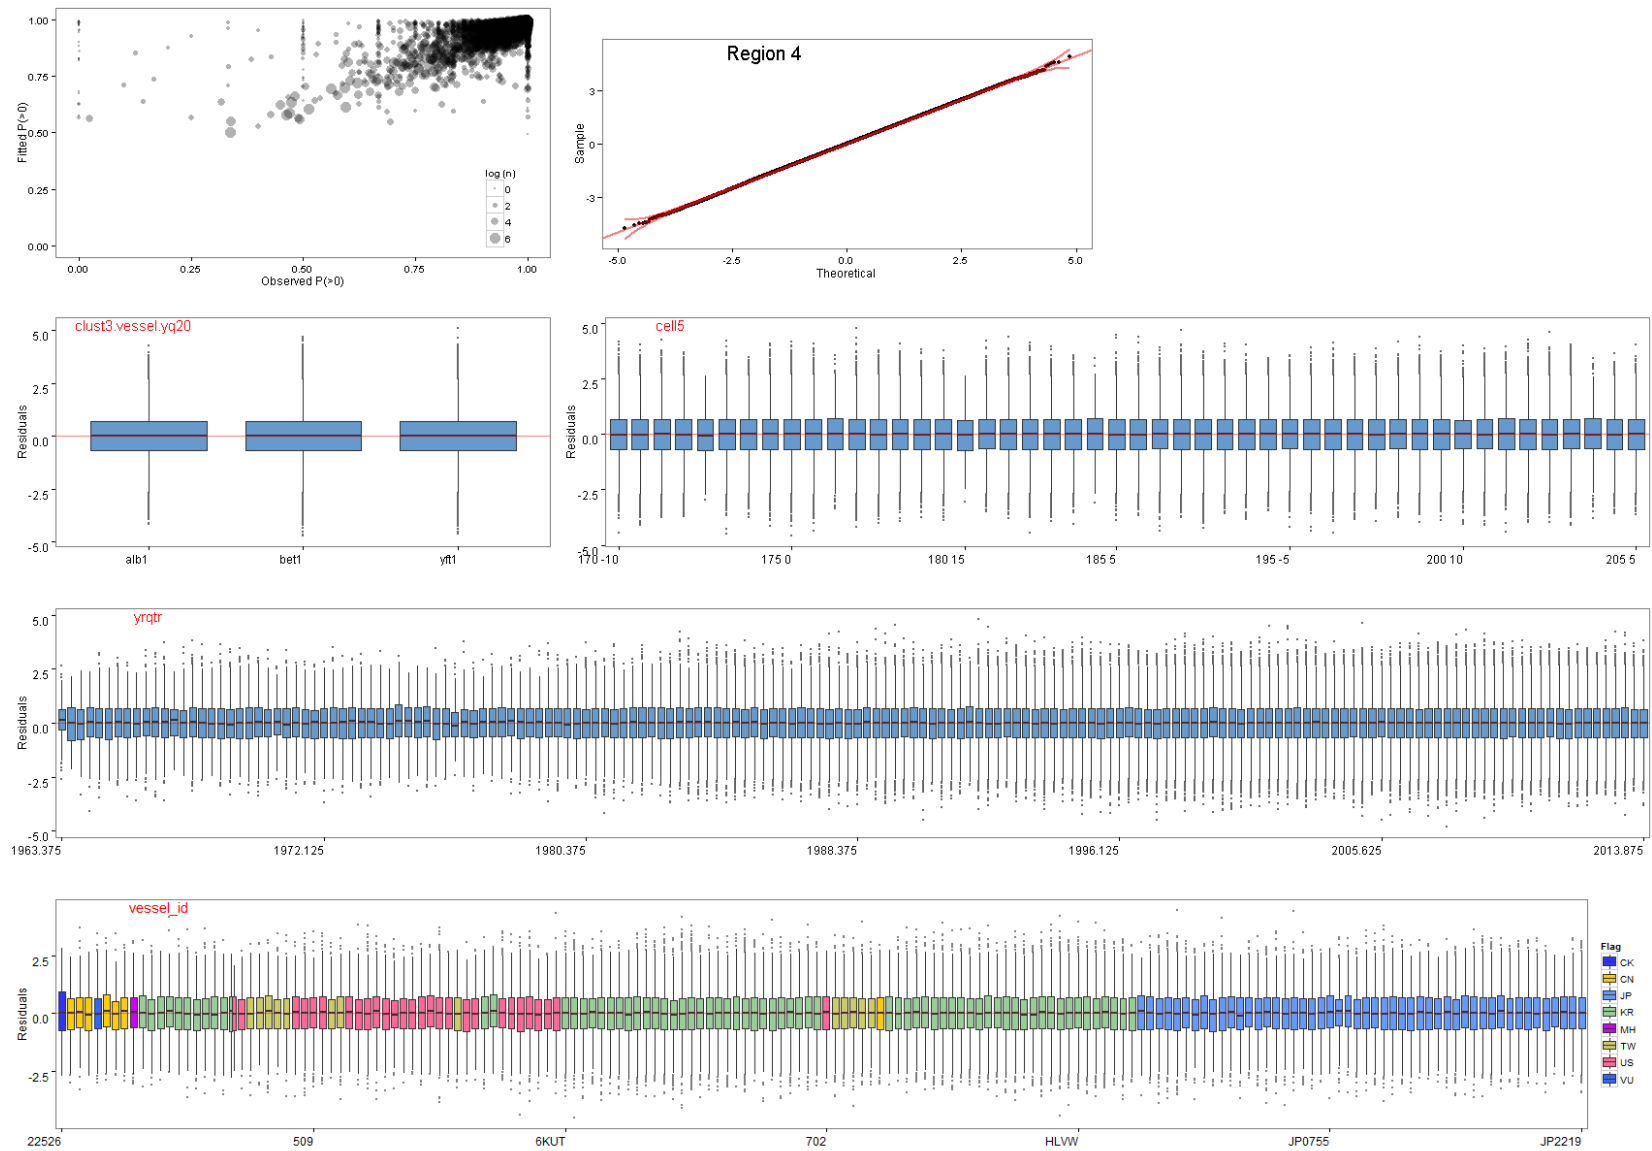 1.00
0.75
0.50
0.25
0.00
Fitted P(>0)
log (n)
0
2
4
6
0.00 0.25 0.50 0.75 1.00
Observed P(>0)
Region 4
3
0
-3
Sample
-5.0 -2.5 0.0 2.5 5.0
Theoretical
clust3.vessel.yq20
5.0
2.5
0.0
-2.5
-5.0
Residuals
alb1 bet1 yft1
cell5
5.0
2.5
0.0
-2.5
-5.0
Residuals
170 -10 175 0 180 15 185 5 195 -5 200 10 205 5
yrqtr
5.0
2.5
0.0
-2.5
-5.0
Residuals
1963.375 1972.125 1980.375 1988.375 1996.125 2005.625 2013.875
vessel_id
2.5
0.0
-2.5
Residuals
22526 509 6KUT 702 HLVW JP0755 JP2219
Flag
CK
CN
JP
KR
MH
TW
US
VU